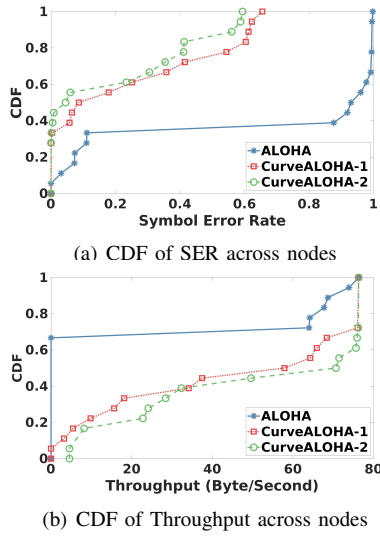 1
0.8
0.6
0.4
0.2
0
CDF
0 0.2 0.4 0.6 0.8 1
Symbol Error Rate
ALOHA
CurveALOHA-1
CurveALOHA-2
(a) CDF of SER across nodes
1
0.8
0.6
0.4
0.2
0
CDF
0 20 40 60 80
Throughput (Byte/Second)
ALOHA
CurveALOHA-1
CurveALOHA-2
(b) CDF of Throughput across nodes